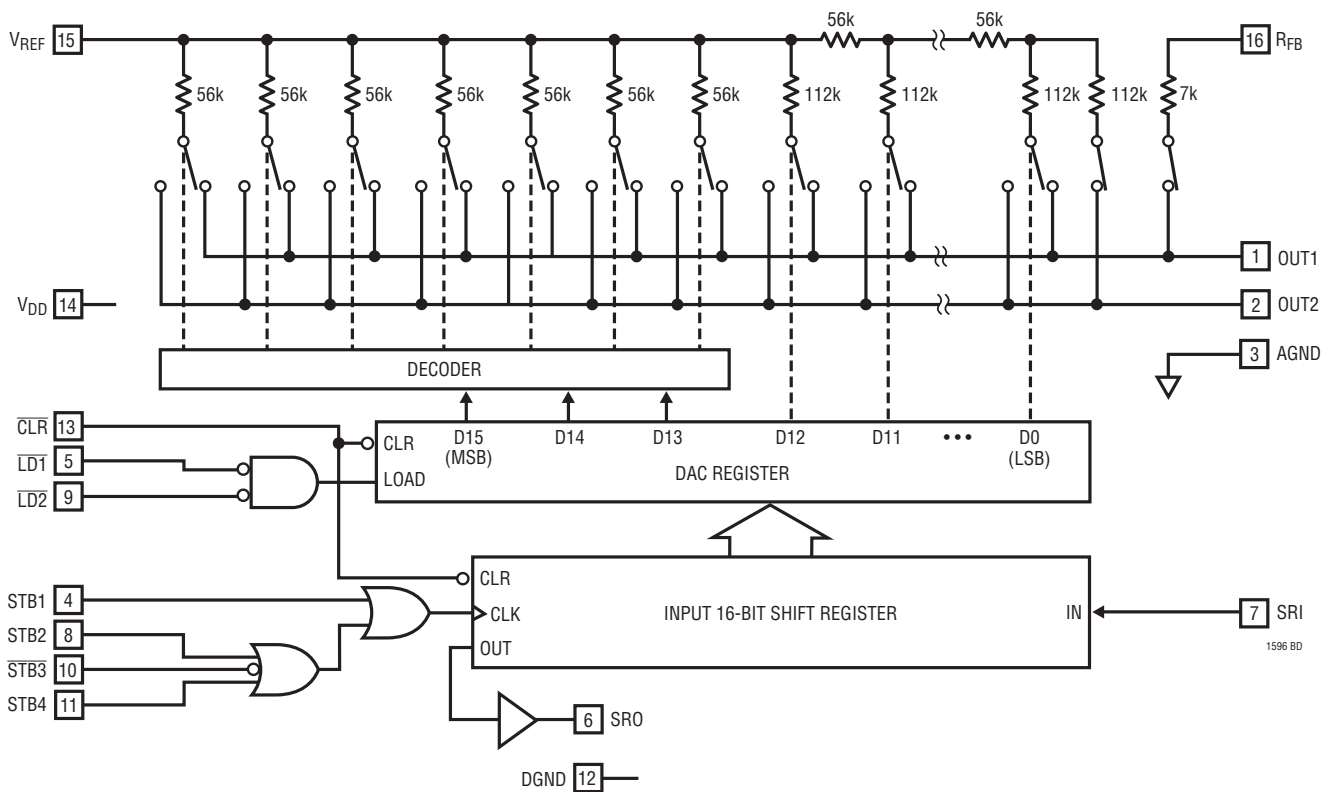 56k 56k
VREF 15 16 RFB
56k 56k 56k 56k 56k 56k 56k 112k 112k 112k 112k 7k
1 OUT1
VDD 14 2 OUT2
3 AGND
DECODER
CLR 13
CLR D15 D14 D13 D12 D11 ••• D0
(MSB) (LSB)
LD1 5
LOAD DAC REGISTER
LD2 9
CLR
STB1 4
CLK INPUT 16-BIT SHIFT REGISTER IN 7 SRI
STB2 8
OUT
1596 BD
STB3 10
STB4 11
6 SRO
DGND 12